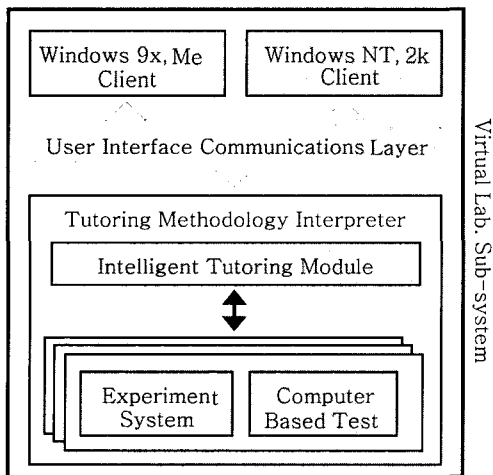 Windows 9x, Me
Client
Windows NT, 2k
Client
User Interface Communications Layer
Tutoring Methodology Interpreter
Intelligent Tutoring Module
Experiment
System
Computer
Based Test
Virtual Lab. Sub-system